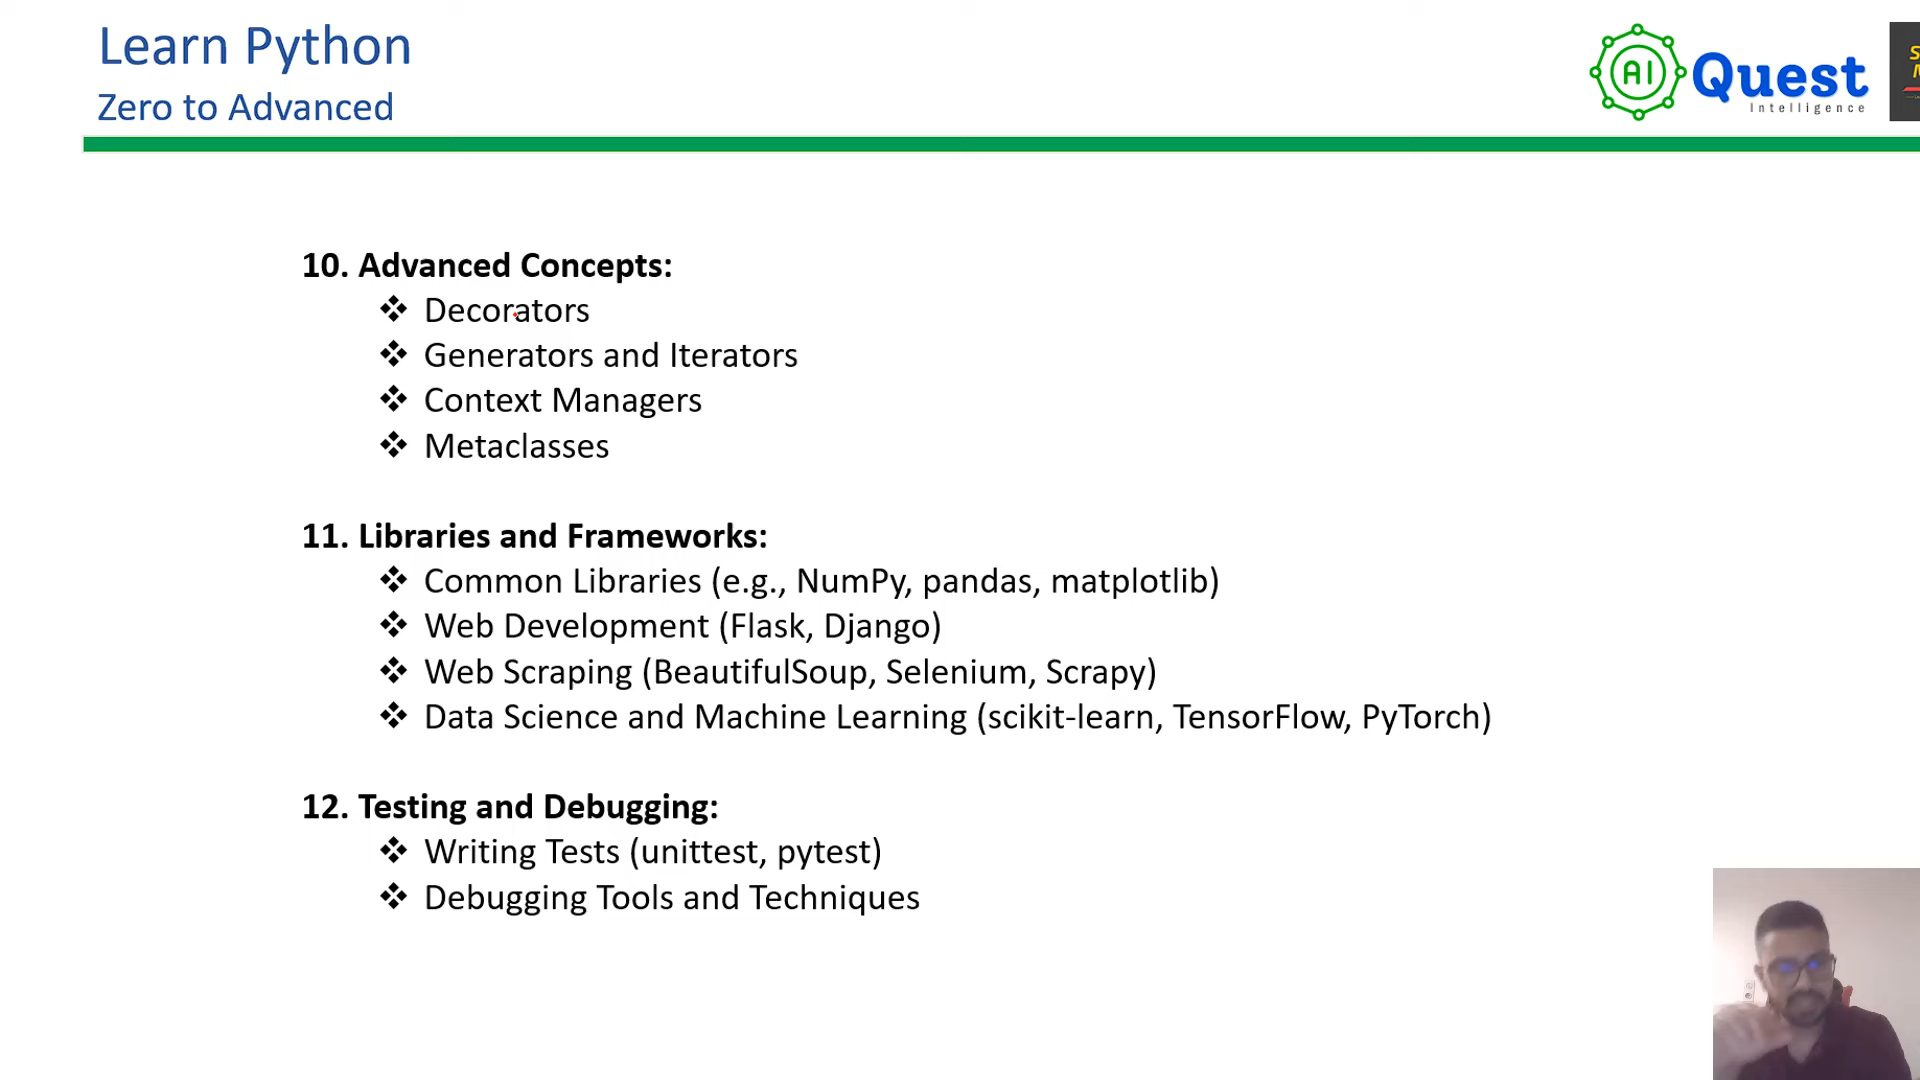 Learn Python
Zero to Advanced
AI Quest
Intelligence
10. Advanced Concepts:
❖ Decorators
❖ Generators and Iterators
❖ Context Managers
❖ Metaclasses
11. Libraries and Frameworks:
❖ Common Libraries (e.g., NumPy, pandas, matplotlib)
❖ Web Development (Flask, Django)
❖ Web Scraping (BeautifulSoup, Selenium, Scrapy)
❖ Data Science and Machine Learning (scikit-learn, TensorFlow, PyTorch)
12. Testing and Debugging:
❖ Writing Tests (unittest, pytest)
❖ Debugging Tools and Techniques